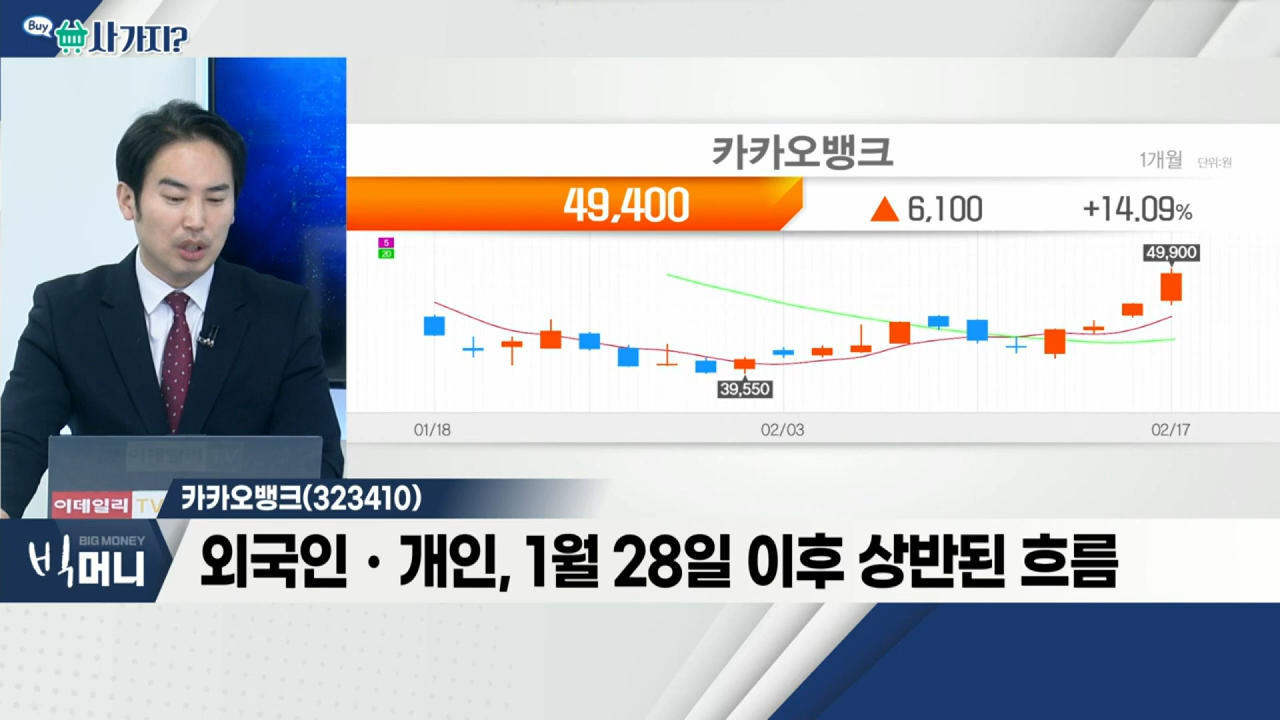 Buy
사가지?
카카오뱅크
1개월 단위:원
49,400 ▲ 6,100 +14.09%
5
20
49,900
39,550
01/18 02/03 02/17
이데일리 TV
카카오뱅크(323410)
BIG MONEY
빅머니
외국인·개인, 1월 28일 이후 상반된 흐름